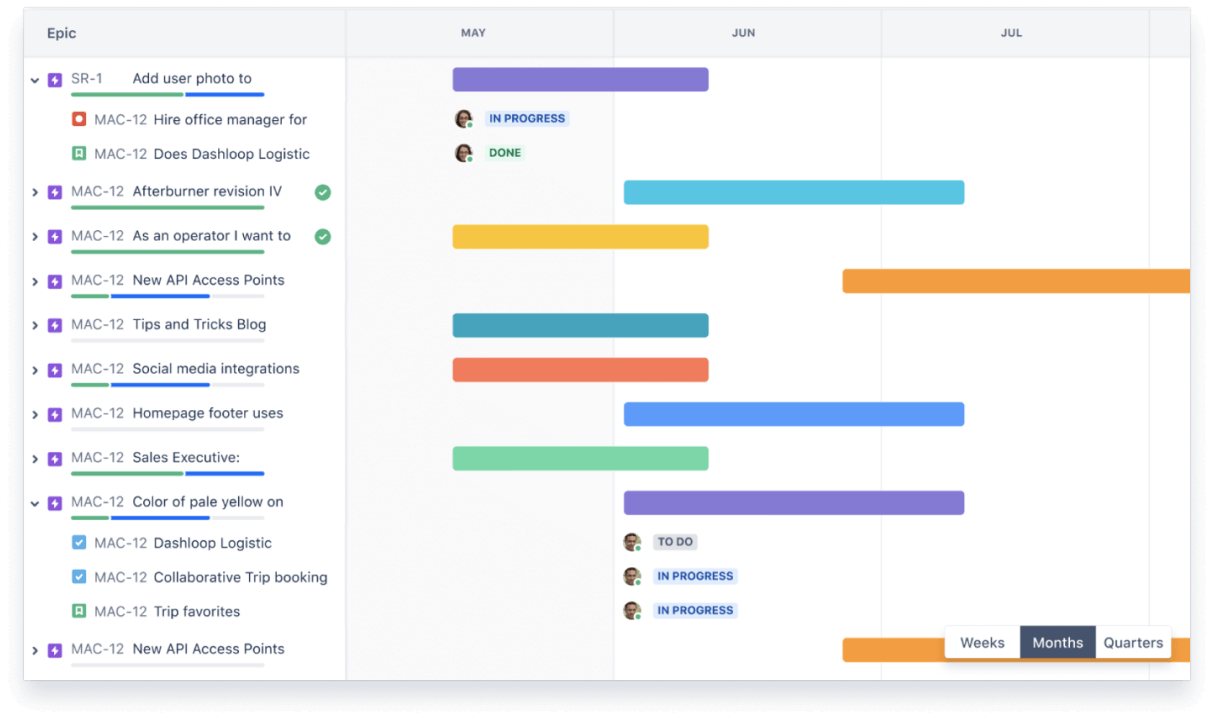 Epic MAY JUN JUL
SR-1 Add user photo to
MAC-12 Hire office manager for IN PROGRESS
MAC-12 Does Dashloop Logistic DONE
MAC-12 Afterburner revision IV
MAC-12 As an operator I want to
MAC-12 New API Access Points
MAC-12 Tips and Tricks Blog
MAC-12 Social media integrations
MAC-12 Homepage footer uses
MAC-12 Sales Executive:
MAC-12 Color of pale yellow on
MAC-12 Dashloop Logistic TO DO
MAC-12 Collaborative Trip booking IN PROGRESS
MAC-12 Trip favorites IN PROGRESS
MAC-12 New API Access Points
Weeks Months Quarters